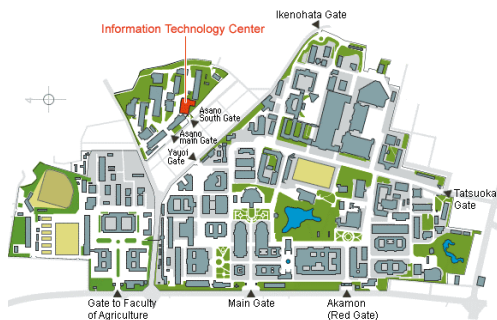 Ikenohata Gate
Information Technology Center
Asano
South Gate
Asano
main Gate
Yayoi
Gate
Tatsuoka
Gate
Gate to Faculty
of Agriculture
Main Gate
Akamon
(Red Gate)